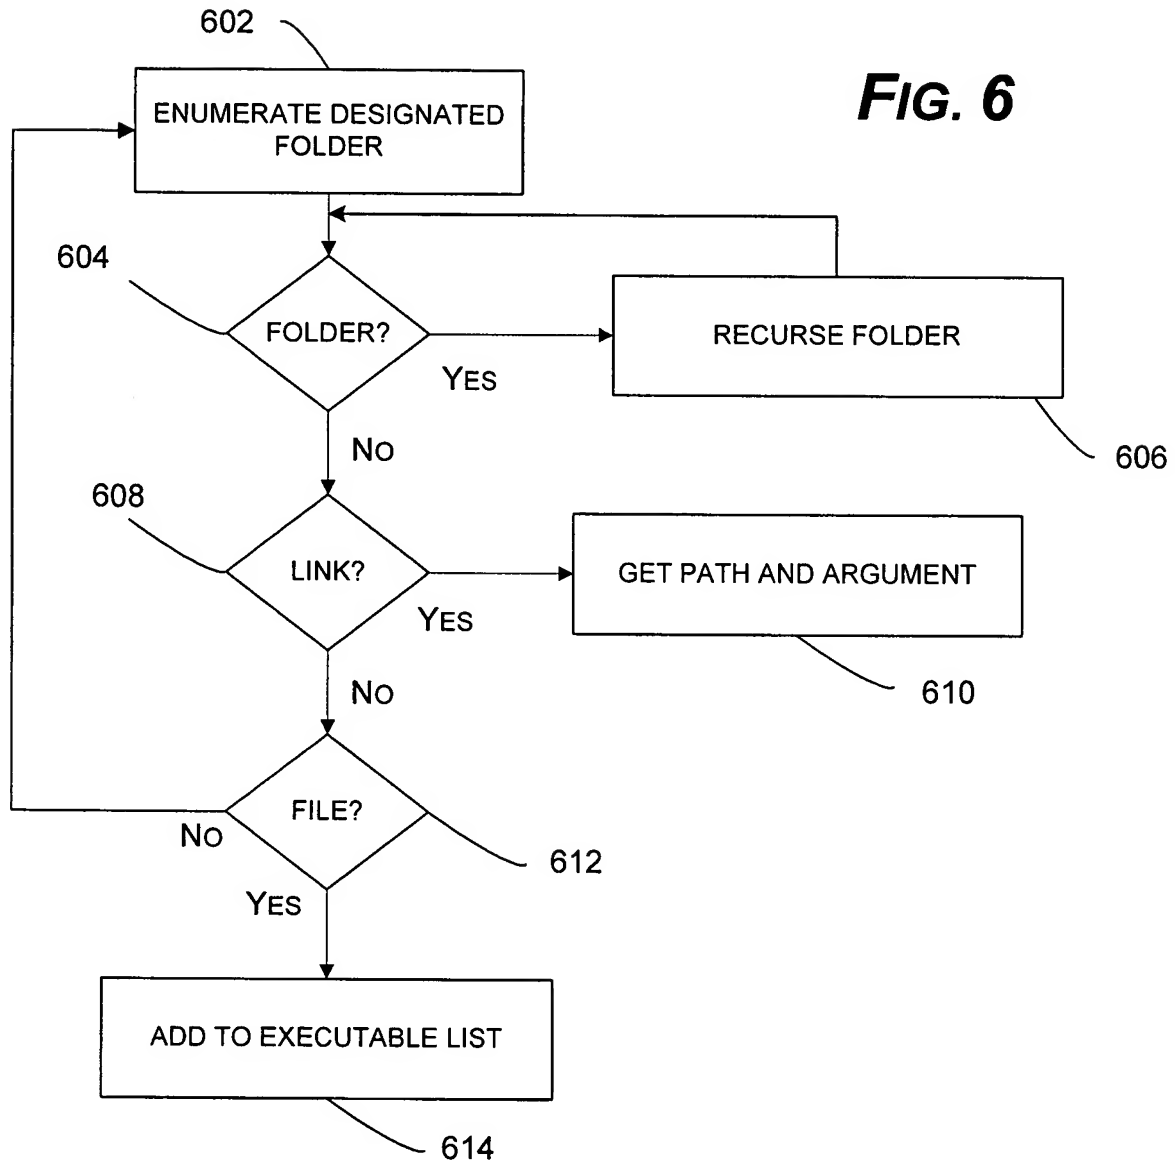 602
FIG. 6
ENUMERATE DESIGNATED
FOLDER
604
FOLDER?
YES
RECURSE FOLDER
606
NO
608
LINK?
YES
GET PATH AND ARGUMENT
610
NO
FILE?
NO
612
YES
ADD TO EXECUTABLE LIST
614